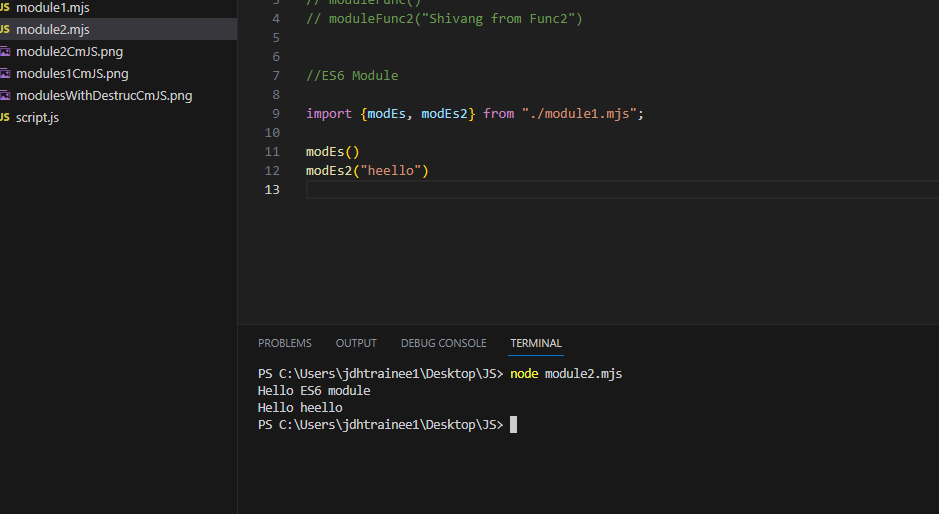 JS module1.mjs
JS module2.mjs
module2CmJS.png
modules1CmJS.png
modulesWithDestrucCmJS.png
JS script.js
3 // moduleFunc()
4 // moduleFunc2("Shivang from Func2")
5
6
7 //ES6 Module
8
9 import {modEs, modEs2} from "./module1.mjs";
10
11 modEs()
12 modEs2("heello")
13
PROBLEMS OUTPUT DEBUG CONSOLE TERMINAL
PS C:\Users\jdhtrainee1\Desktop\JS> node module2.mjs
Hello ES6 module
Hello heello
PS C:\Users\jdhtrainee1\Desktop\JS>